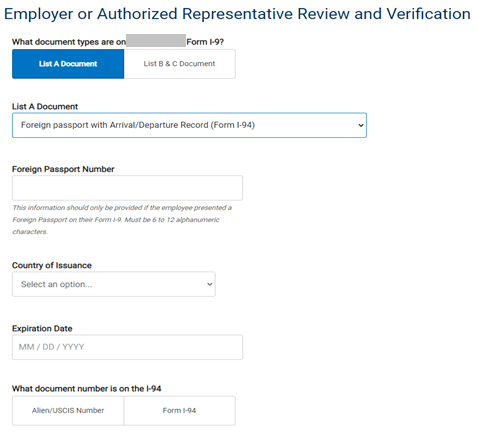 Employer or Authorized Representative Review and Verification
What document types are on Form I-9?
List A Document
List B & C Document
List A Document
Foreign passport with Arrival/Departure Record (Form I-94)
Foreign Passport Number
This information should only be provided if the employee presented a
Foreign Passport on their Form I-9. Must be 6 to 12 alphanumeric
characters.
Country of Issuance
Select an option...
Expiration Date
MM / DD / YYYY
What document number is on the I-94
Alien/USCIS Number
Form I-94